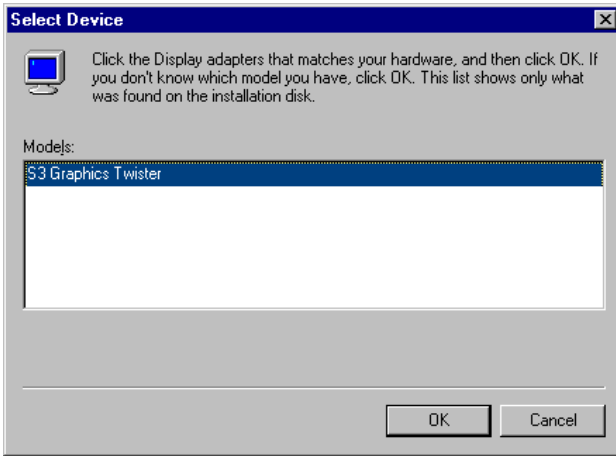 Select Device
Click the Display adapters that matches your hardware, and then click OK. If
you don't know which model you have, click OK. This list shows only what
was found on the installation disk.
Models:
S3 Graphics Twister
OK
Cancel